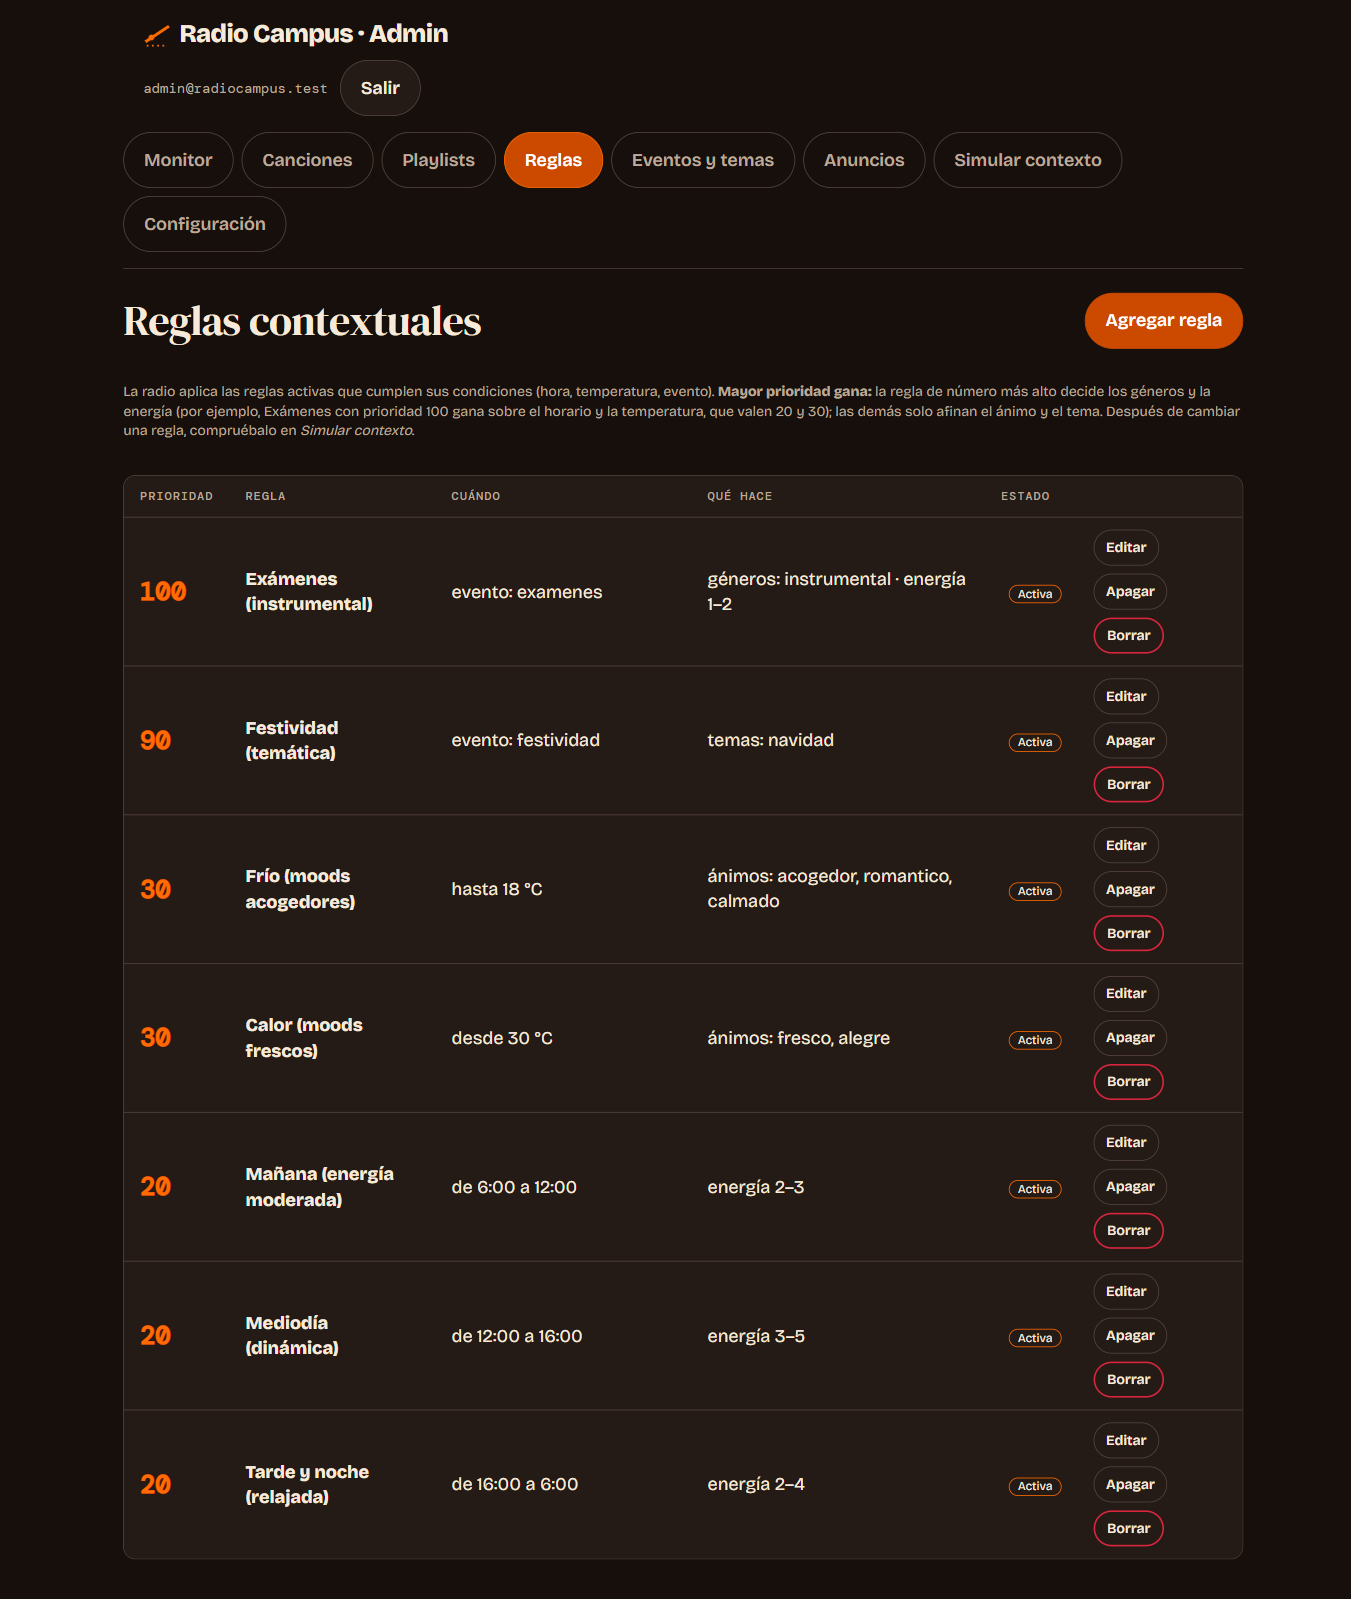 Radio Campus · Admin
admin@radiocampus.test
Salir
Monitor
Canciones
Playlists
Reglas
Eventos y temas
Anuncios
Simular contexto
Configuración
Reglas contextuales
Agregar regla
La radio aplica las reglas activas que cumplen sus condiciones (hora, temperatura, evento). Mayor prioridad gana: la regla de número más alto decide los géneros y la
energía (por ejemplo, Exámenes con prioridad 100 gana sobre el horario y la temperatura, que valen 20 y 30); las demás solo afinan el ánimo y el tema. Después de cambiar
una regla, compruébalo en Simular contexto.
PRIORIDAD
REGLA
CUÁNDO
QUÉ HACE
ESTADO
100
Exámenes
(instrumental)
evento: examenes
géneros: instrumental · energía
1–2
Activa
Editar
Apagar
Borrar
90
Festividad
(temática)
evento: festividad
temas: navidad
Activa
Editar
Apagar
Borrar
30
Frío (moods
acogedores)
hasta 18 °C
ánimos: acogedor, romantico,
calmado
Activa
Editar
Apagar
Borrar
30
Calor (moods
frescos)
desde 30 °C
ánimos: fresco, alegre
Activa
Editar
Apagar
Borrar
20
Mañana (energía
moderada)
de 6:00 a 12:00
energía 2–3
Activa
Editar
Apagar
Borrar
20
Mediodía
(dinámica)
de 12:00 a 16:00
energía 3–5
Activa
Editar
Apagar
Borrar
20
Tarde y noche
(relajada)
de 16:00 a 6:00
energía 2–4
Activa
Editar
Apagar
Borrar